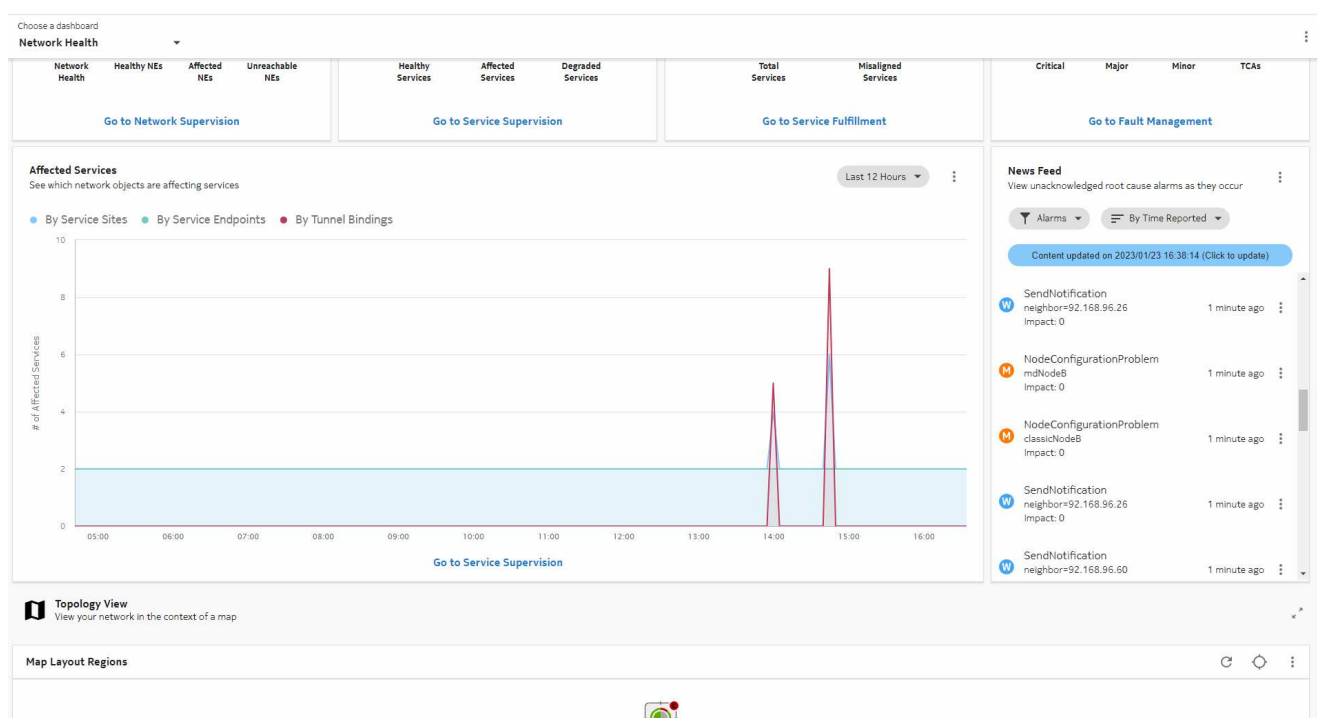 Choose a dashboard
Network Health
Network Health
Healthy NEs
Affected NEs
Unreachable NEs
Go to Network Supervision
Healthy Services
Affected Services
Degraded Services
Go to Service Supervision
Total Services
Misaligned Services
Go to Service Fulfillment
Critical
Major
Minor
TCAs
Go to Fault Management
Affected Services
See which network objects are affecting services
Last 12 Hours
By Service Sites
By Service Endpoints
By Tunnel Bindings
# of Affected Services
10
8
6
4
2
0
05:00 06:00 07:00 08:00 09:00 10:00 11:00 12:00 13:00 14:00 15:00 16:00
Go to Service Supervision
News Feed
View unacknowledged root cause alarms as they occur
Alarms
By Time Reported
Content updated on 2023/01/23 16:38:14 (Click to update)
W
SendNotification
neighbor=92.168.96.26
Impact: 0
1 minute ago
M
NodeConfigurationProblem
mdNodeB
Impact: 0
1 minute ago
M
NodeConfigurationProblem
classicNodeB
Impact: 0
1 minute ago
W
SendNotification
neighbor=92.168.96.26
Impact: 0
1 minute ago
W
SendNotification
neighbor=92.168.96.60
1 minute ago
Topology View
View your network in the context of a map
Map Layout Regions